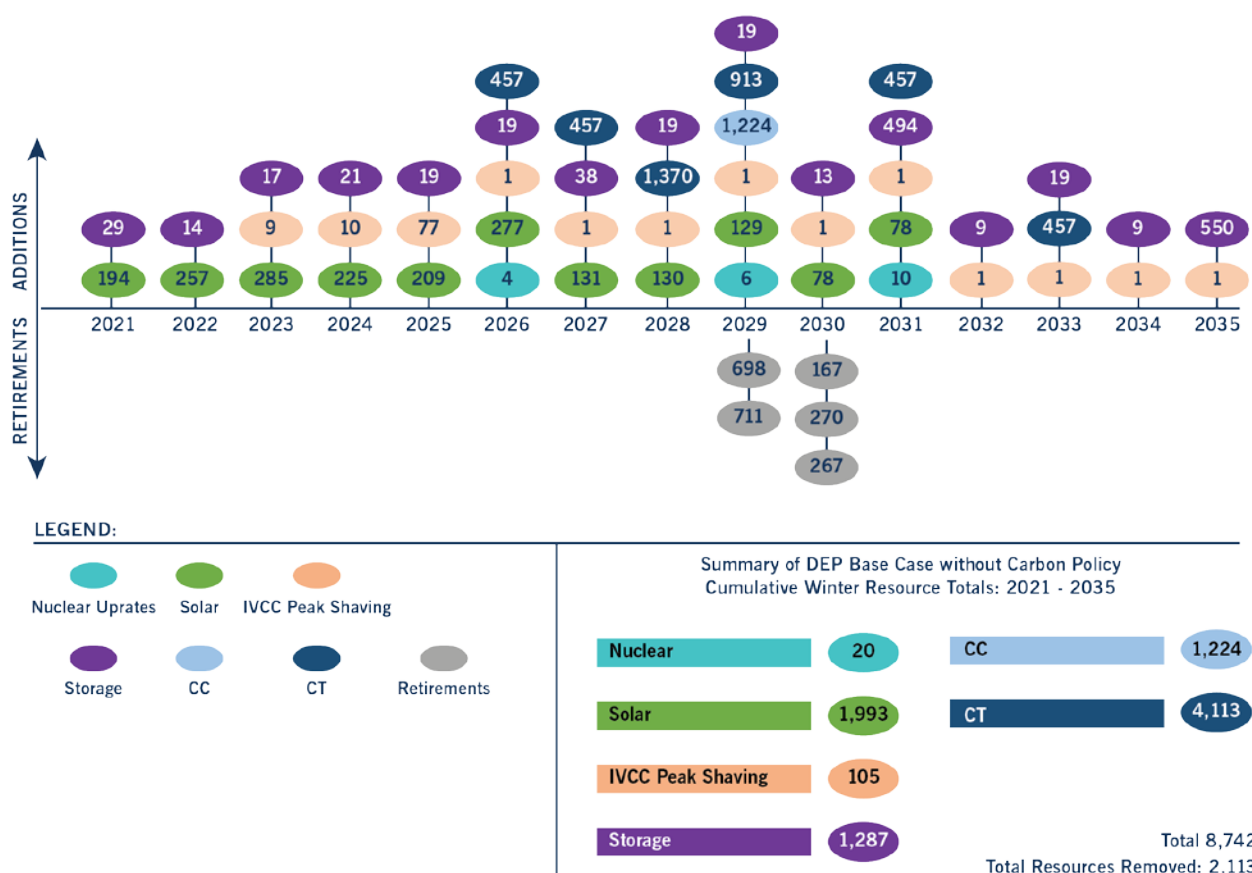 19
457 913 457
457 19 19 1,224 494
17 21 19 1 38 1,370 1 13 1 19
29 14 9 10 77 277 1 1 129 1 78 9 457 9 550
194 257 285 225 209 4 131 130 6 78 10 1 1 1 1
ADDITIONS
2021 2022 2023 2024 2025 2026 2027 2028 2029 2030 2031 2032 2033 2034 2035
RETIREMENTS
698 167
711 270
267
LEGEND:
Nuclear Uprates Solar IVCC Peak Shaving
Storage CC CT Retirements
Summary of DEP Base Case without Carbon Policy
Cumulative Winter Resource Totals: 2021 - 2035
Nuclear 20 CC 1,224
Solar 1,993 CT 4,113
IVCC Peak Shaving 105
Storage 1,287
Total 8,742
Total Resources Removed: 2,113